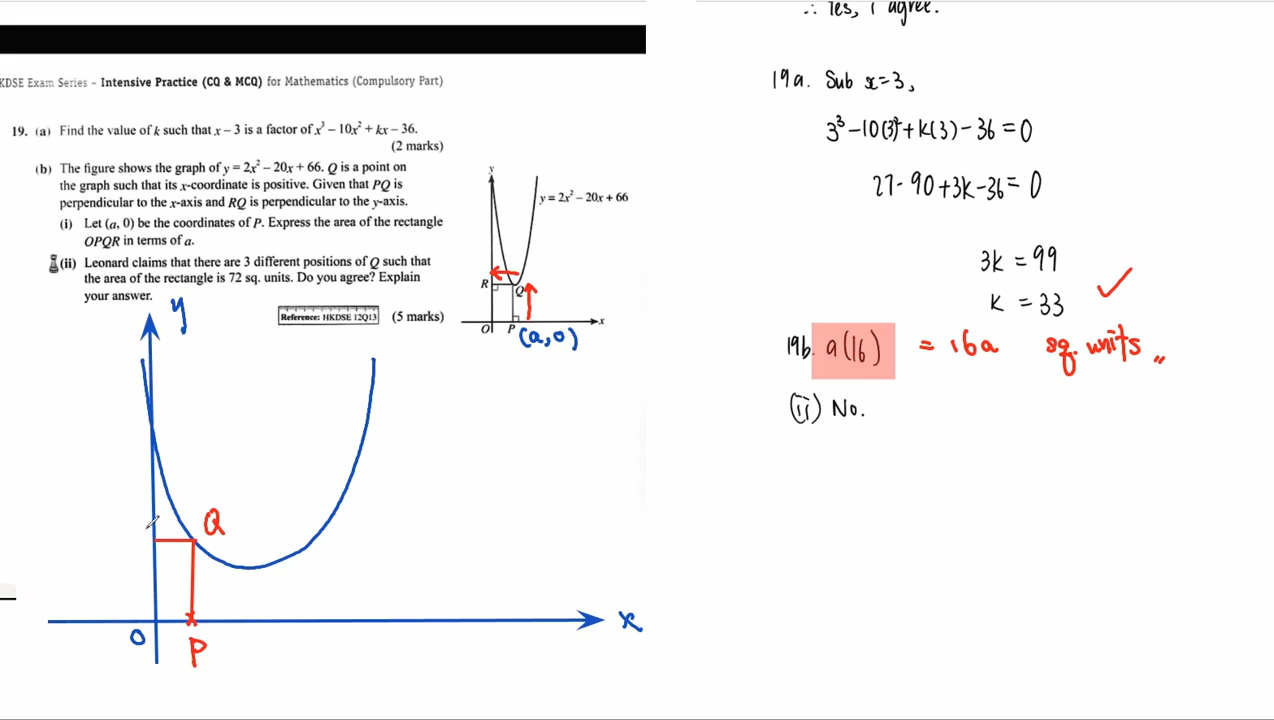 KDSE Exam Series – Intensive Practice (CQ & MCQ) for Mathematics (Compulsory Part)
19. (a) Find the value of k such that x – 3 is a factor of x³ – 10x² + kx – 36.
(2 marks)
(b) The figure shows the graph of y = 2x² – 20x + 66. Q is a point on
the graph such that its x-coordinate is positive. Given that PQ is
perpendicular to the x-axis and RQ is perpendicular to the y-axis.
(i) Let (a, 0) be the coordinates of P. Express the area of the rectangle
OPQR in terms of a.
(ii) Leonard claims that there are 3 different positions of Q such that
the area of the rectangle is 72 sq. units. Do you agree? Explain
your answer.
Reference: HKDSE 12Q13 (5 marks)
y
y = 2x² – 20x + 66
R Q
O P x
(a, 0)
y
Q
O
P
x
∴ Yes, I agree.
19a. Sub x=3,
3³ -10(3)² + k(3) - 36 = 0
27 - 90 + 3k - 36 = 0
3k = 99
k = 33
19b. a(16) = 16a sq. units
(ii) No.